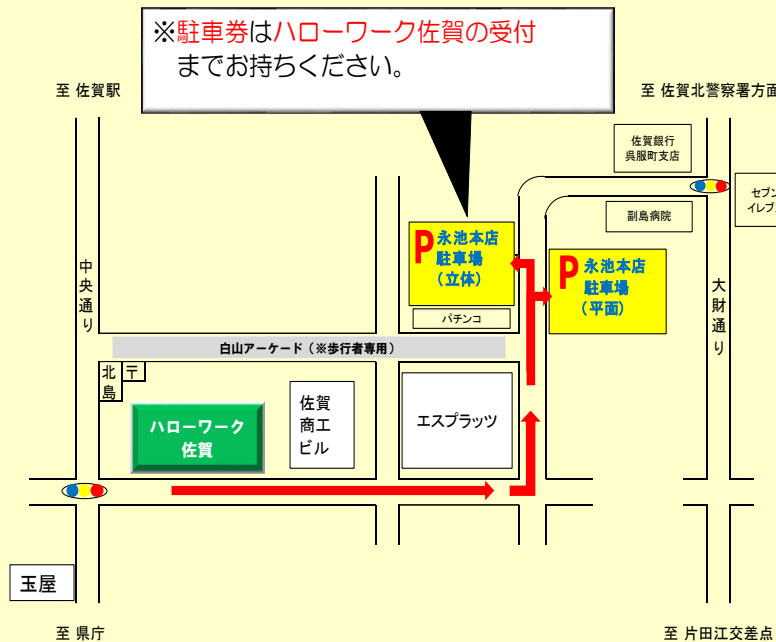 ※駐車券はハローワーク佐賀の受付
までお持ちください。
至 佐賀駅
至 佐賀北警察署方面
佐賀銀行
呉服町支店
セブン
イレブ
副島病院
P 永池本店
駐車場
（立体）
P 永池本店
駐車場
（平面）
中央通り
大財通り
パチンコ
白山アーケード（※歩行者専用）
北島
〒
ハローワーク
佐賀
佐賀
商工
ビル
エスプラッツ
玉屋
至 県庁
至 片田江交差点